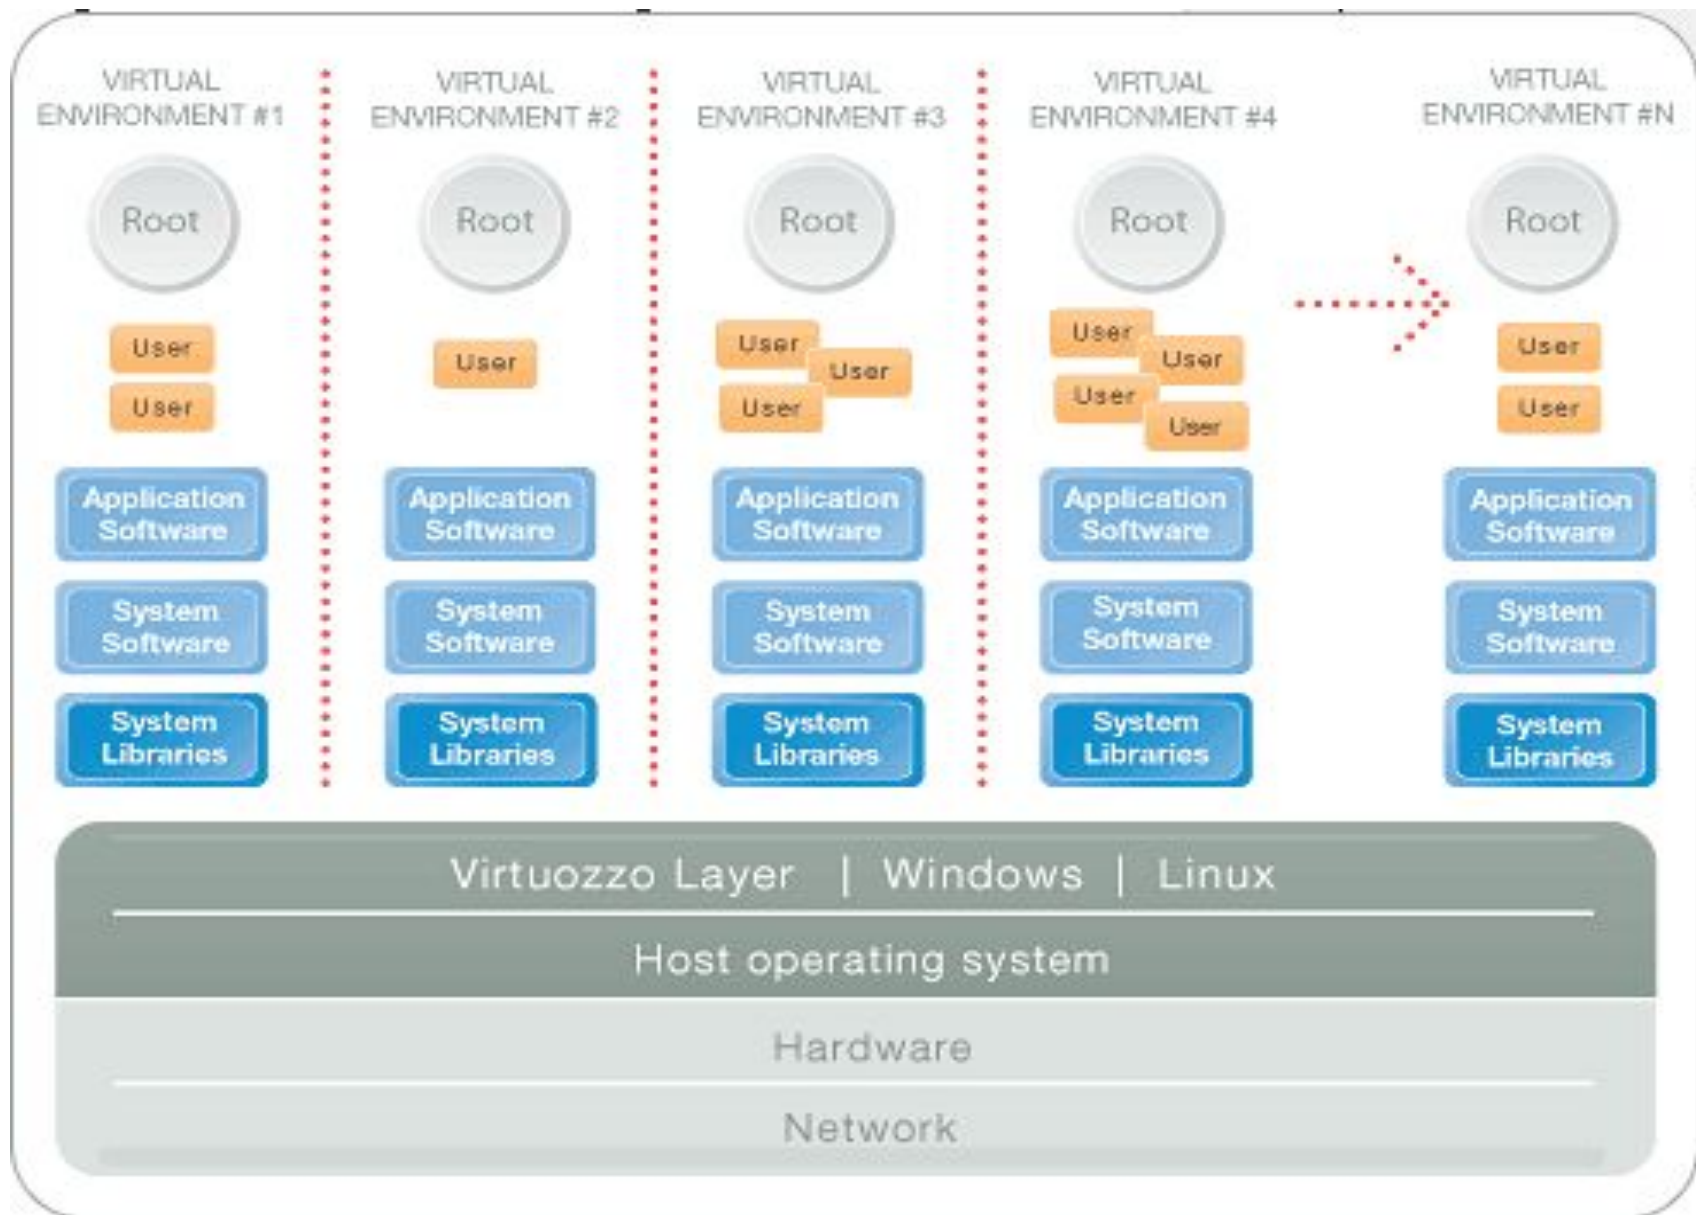 VIRTUAL
ENVIRONMENT #1
VIRTUAL
ENVIRONMENT #2
VIRTUAL
ENVIRONMENT #3
VIRTUAL
ENVIRONMENT #4
VIRTUAL
ENVIRONMENT #N
Root
Root
Root
Root
Root
User
User
User
User
User
User
User
User
User
User
User
User
Application
Software
Application
Software
Application
Software
Application
Software
Application
Software
System
Software
System
Software
System
Software
System
Software
System
Software
System
Libraries
System
Libraries
System
Libraries
System
Libraries
System
Libraries
Virtuozzo Layer | Windows | Linux
Host operating system
Hardware
Network